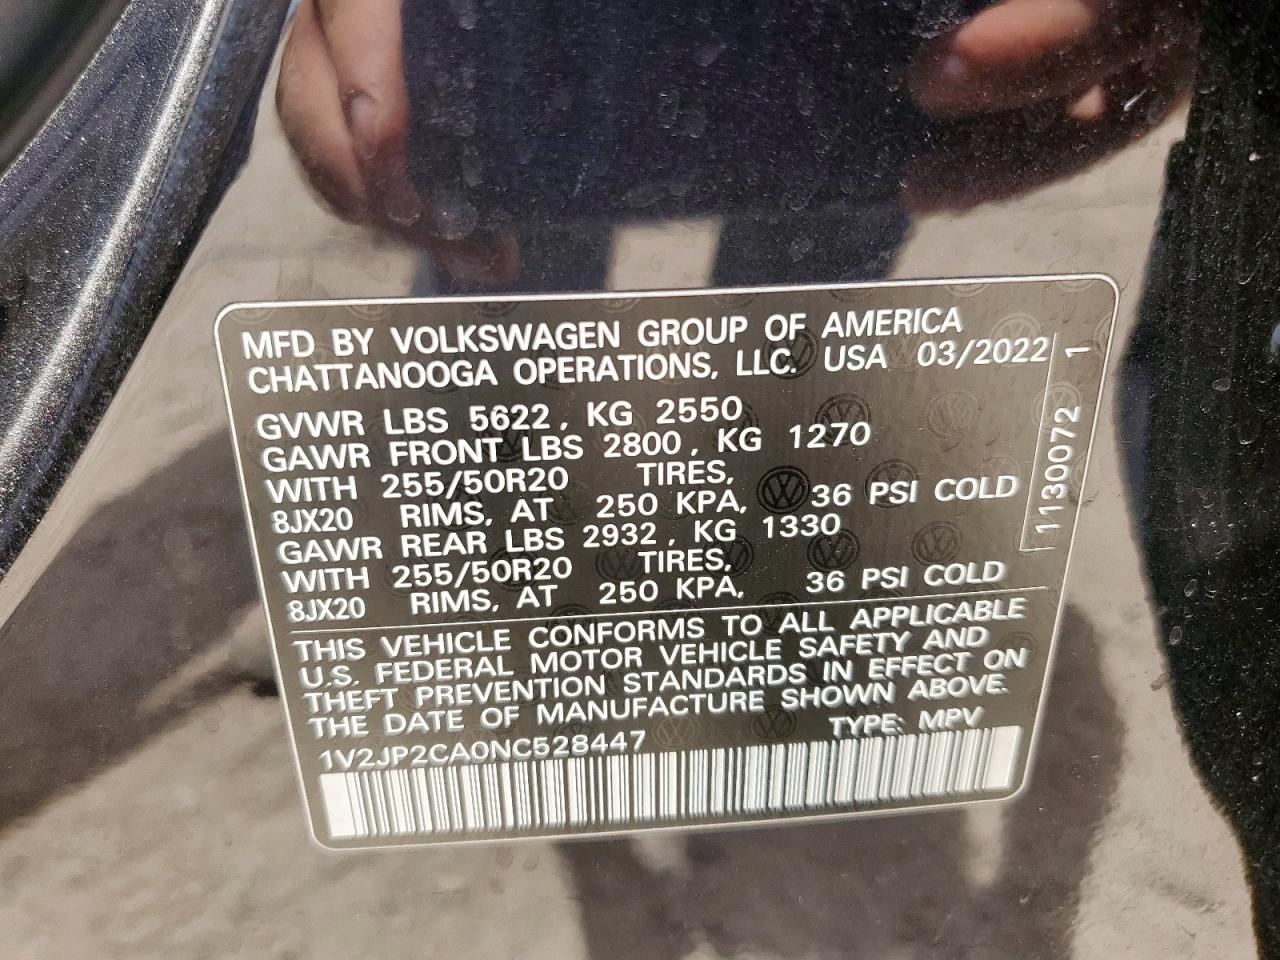 MFD BY VOLKSWAGEN GROUP OF AMERICA
CHATTANOOGA OPERATIONS, LLC. USA 03/2022
GVWR LBS 5622, KG 2550
GAWR FRONT LBS 2800, KG 1270
WITH 255/50R20 TIRES,
8JX20 RIMS, AT 250 KPA, 36 PSI COLD
GAWR REAR LBS 2932, KG 1330
WITH 255/50R20 TIRES,
8JX20 RIMS, AT 250 KPA, 36 PSI COLD
THIS VEHICLE CONFORMS TO ALL APPLICABLE
U.S. FEDERAL MOTOR VEHICLE SAFETY AND
THEFT PREVENTION STANDARDS IN EFFECT ON
THE DATE OF MANUFACTURE SHOWN ABOVE.
1V2JP2CA0NC528447 TYPE: MPV
1130072 1